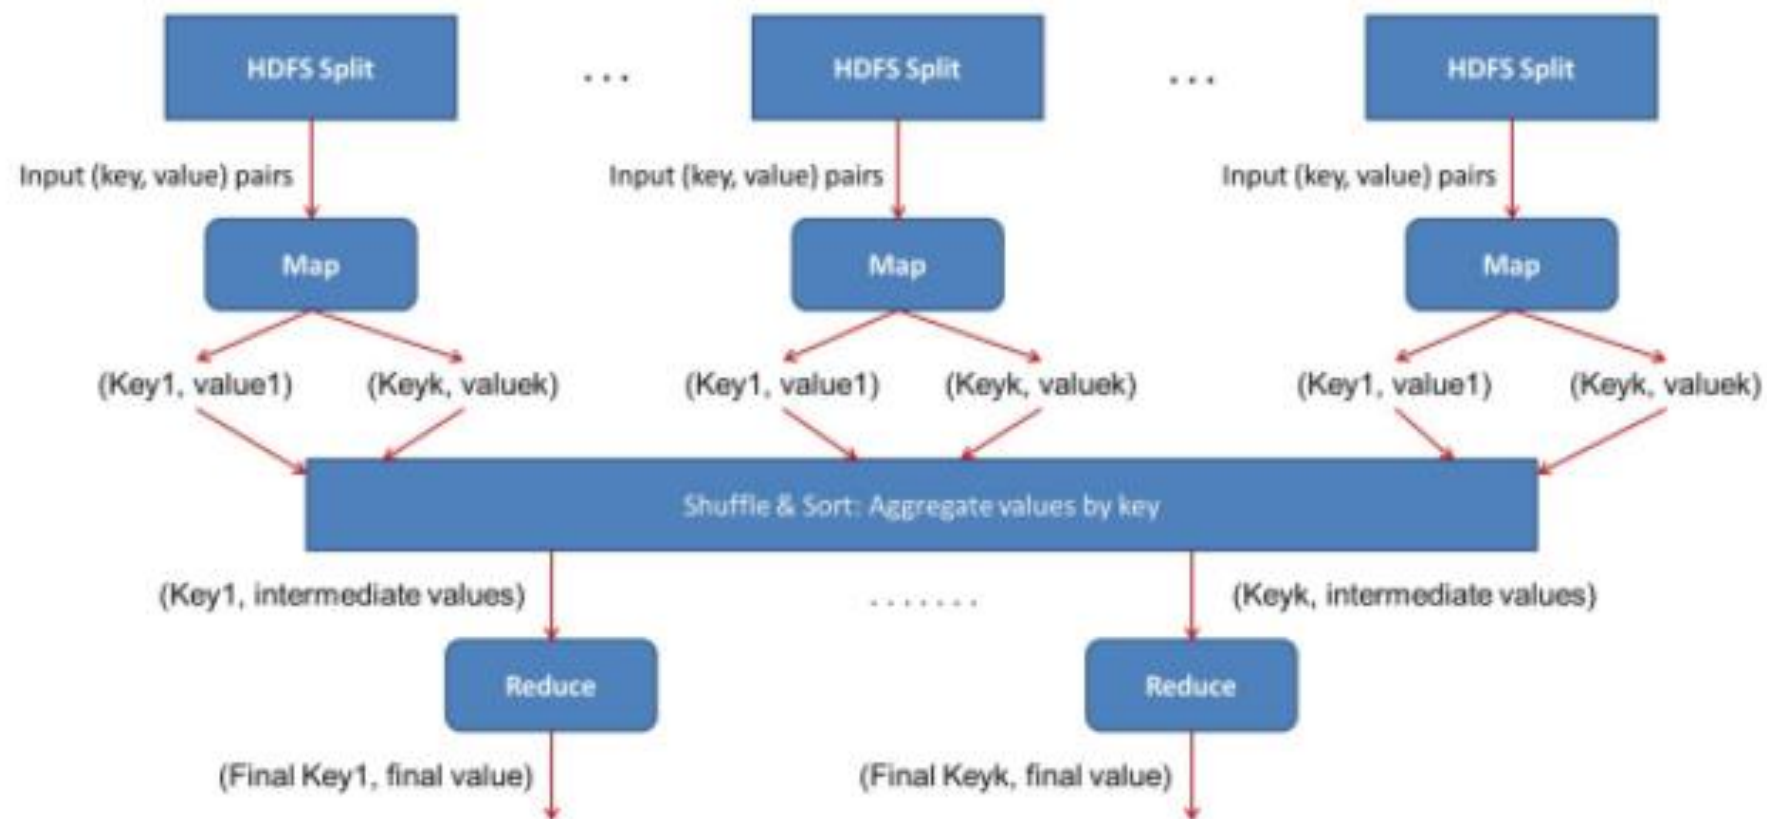 HDFS Split ... HDFS Split ... HDFS Split
Input (key, value) pairs Input (key, value) pairs Input (key, value) pairs
Map Map Map
(Key1, value1) (Keyk, valuek) (Key1, value1) (Keyk, valuek) (Key1, value1) (Keyk, valuek)
Shuffle & Sort: Aggregate values by key
(Key1, intermediate values) ....... (Keyk, intermediate values)
Reduce Reduce
(Final Key1, final value) (Final Keyk, final value)